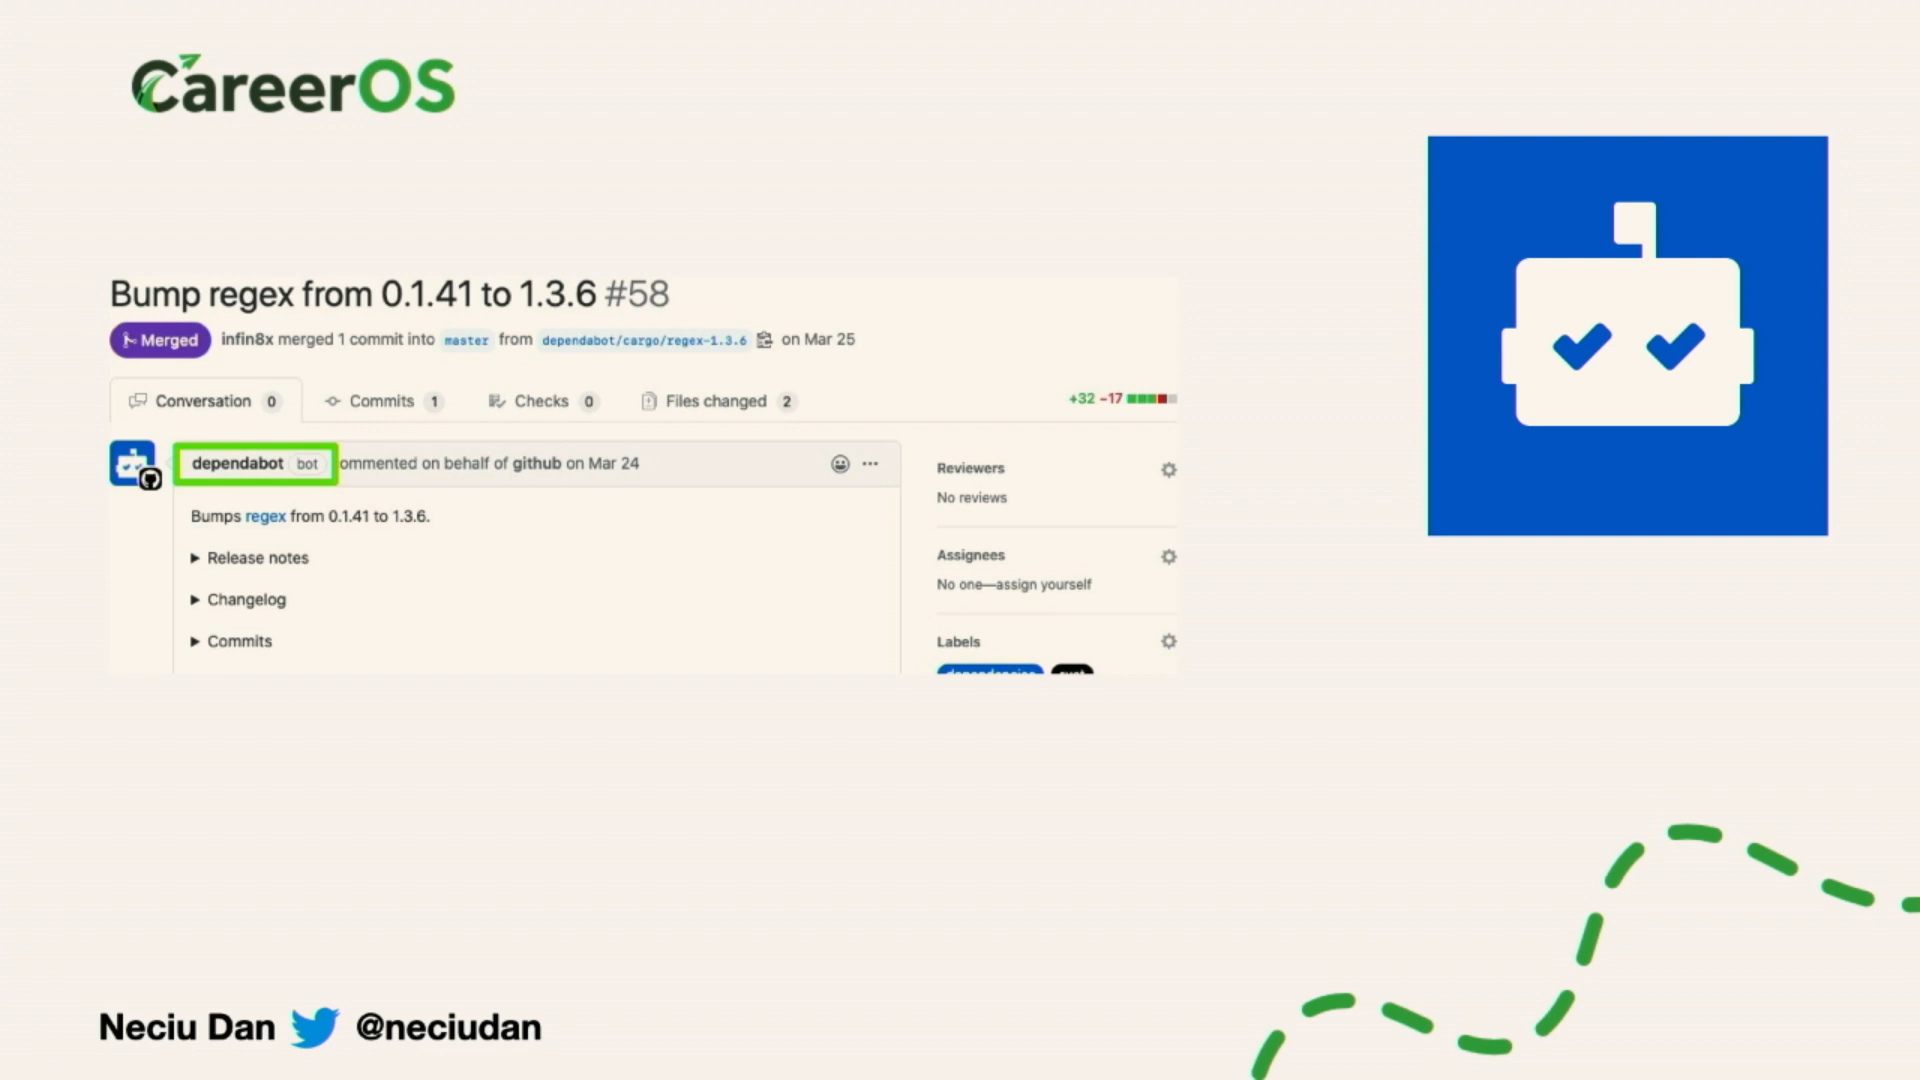 CareerOS
Bump regex from 0.1.41 to 1.3.6 #58
Merged infin8x merged 1 commit into master from dependabot/cargo/regex-1.3.6 on Mar 25
Conversation 0 Commits 1 Checks 0 Files changed 2 +32 −17
dependabot bot ommented on behalf of github on Mar 24
Bumps regex from 0.1.41 to 1.3.6.
Release notes
Changelog
Commits
Reviewers
No reviews
Assignees
No one—assign yourself
Labels
dependencies
Neciu Dan @neciudan